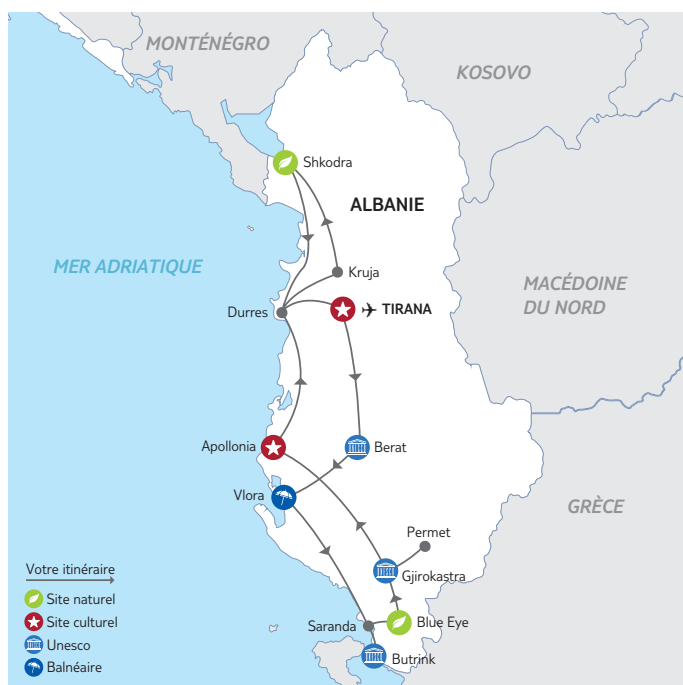 MONTÉNÉGRO
KOSOVO
Shkodra
ALBANIE
MER ADRIATIQUE
Kruja
MACÉDOINE
DU NORD
Durres
TIRANA
Apollonia
Berat
Vlora
GRÈCE
Permet
Gjirokastra
Saranda
Blue Eye
Butrink
Votre itinéraire
Site naturel
Site culturel
Unesco
Balnéaire